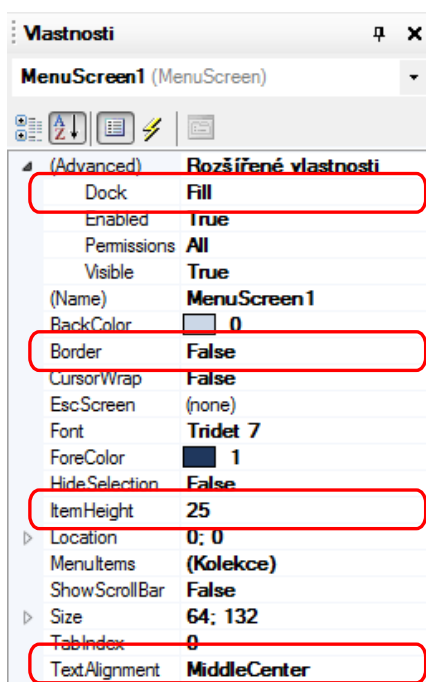 Vlastnosti
MenuScreen1 (MenuScreen)
(Advanced) Rozšířené vlastnosti
Dock Fill
Enabled True
Permissions All
Visible True
(Name) MenuScreen1
BackColor 0
Border False
CursorWrap False
EscScreen (none)
Font Tridet 7
ForeColor 1
HideSelection False
ItemHeight 25
Location 0; 0
MenuItems (Kolekce)
ShowScrollBar False
Size 64; 132
TabIndex 0
TextAlignment MiddleCenter